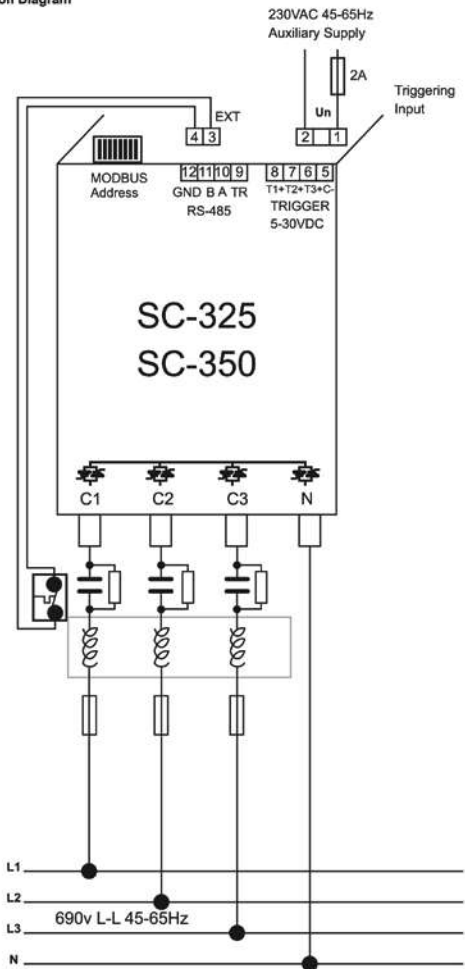 on Diagram
230VAC 45-65Hz
Auxiliary Supply
2A
Triggering
Input
EXT
Un
4 3
2 1
MODBUS
Address
12 11 10 9
8 7 6 5
GND B A TR
T1+T2+T3+C-
RS-485
TRIGGER
5-30VDC
SC-325
SC-350
C1 C2 C3 N
L1
L2
690v L-L 45-65Hz
L3
N